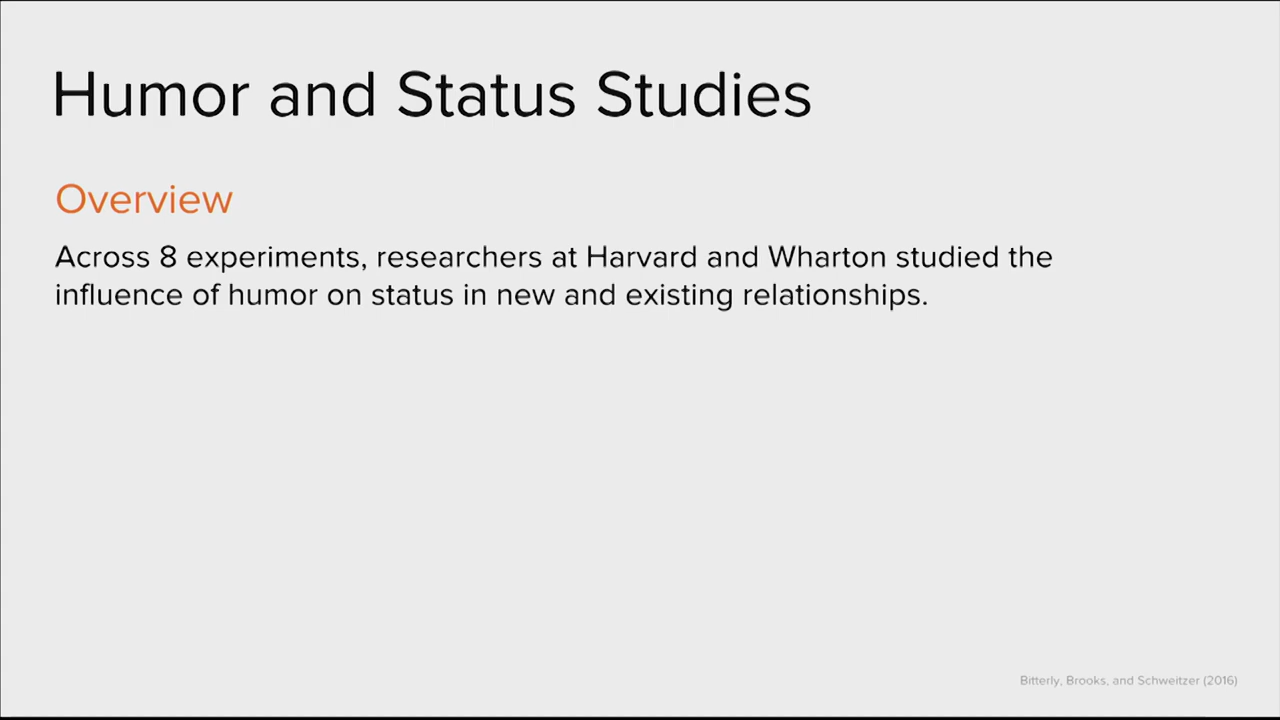 Humor and Status Studies
Overview
Across 8 experiments, researchers at Harvard and Wharton studied the
influence of humor on status in new and existing relationships.
Bitterly, Brooks, and Schweitzer (2016)